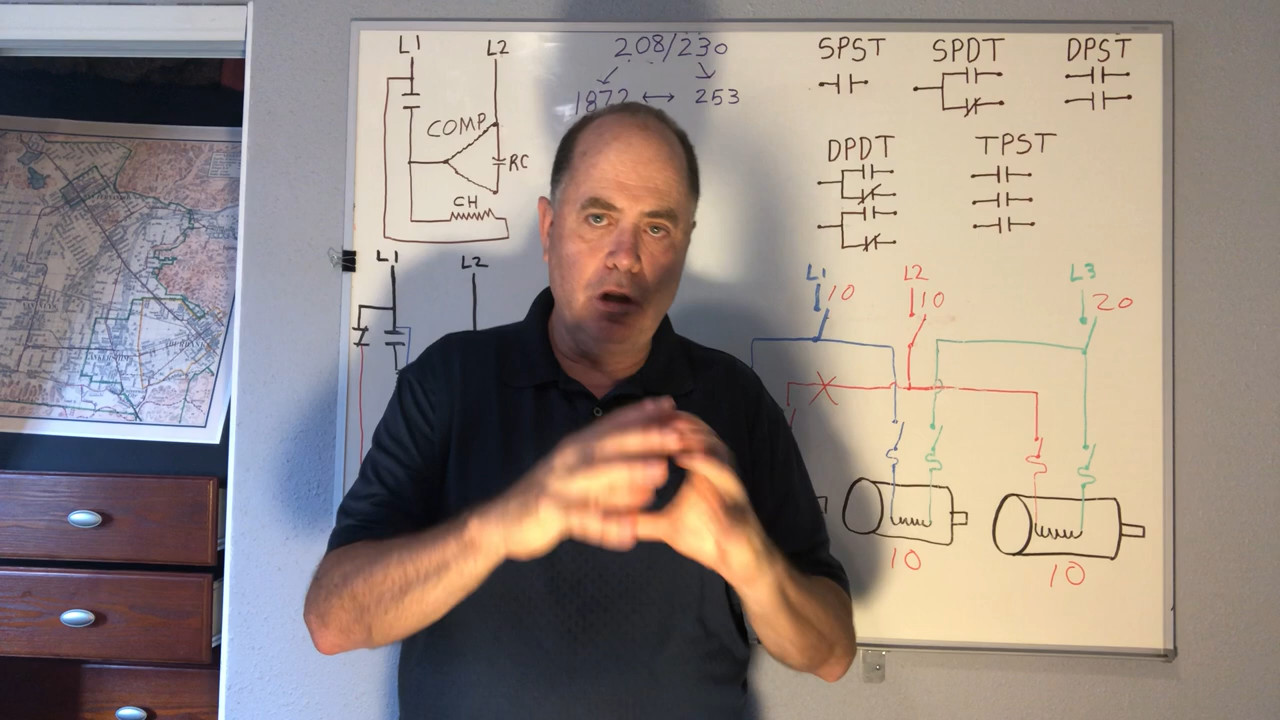 L1 L2
COMP
RC
CH
L1 L2
208/230
1872 ↔ 253
SPST SPDT DPST
DPDT TPST
L1 L2 L3
10 10 20
10 10